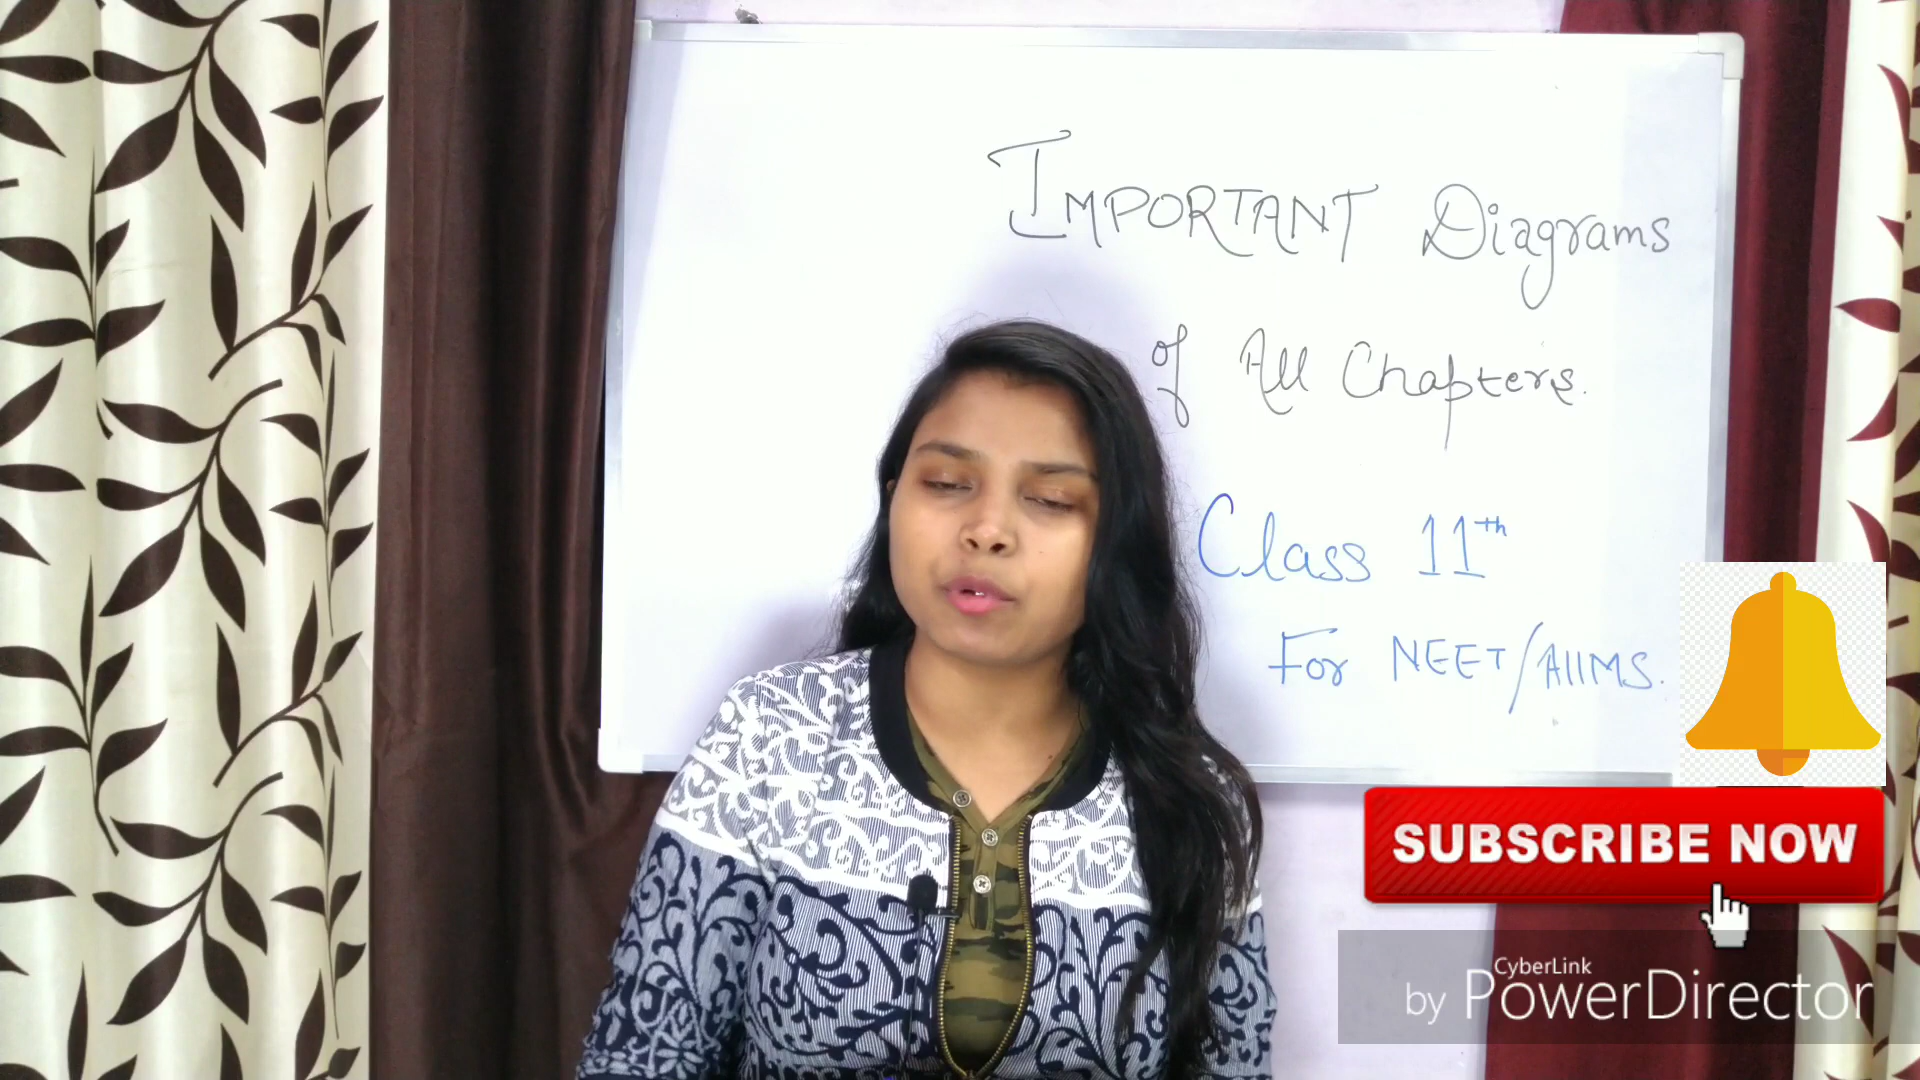 IMPORTANT Diagrams
of All Chapters.
Class 11th
For NEET/AIIMS.
SUBSCRIBE NOW
CyberLink
by PowerDirector